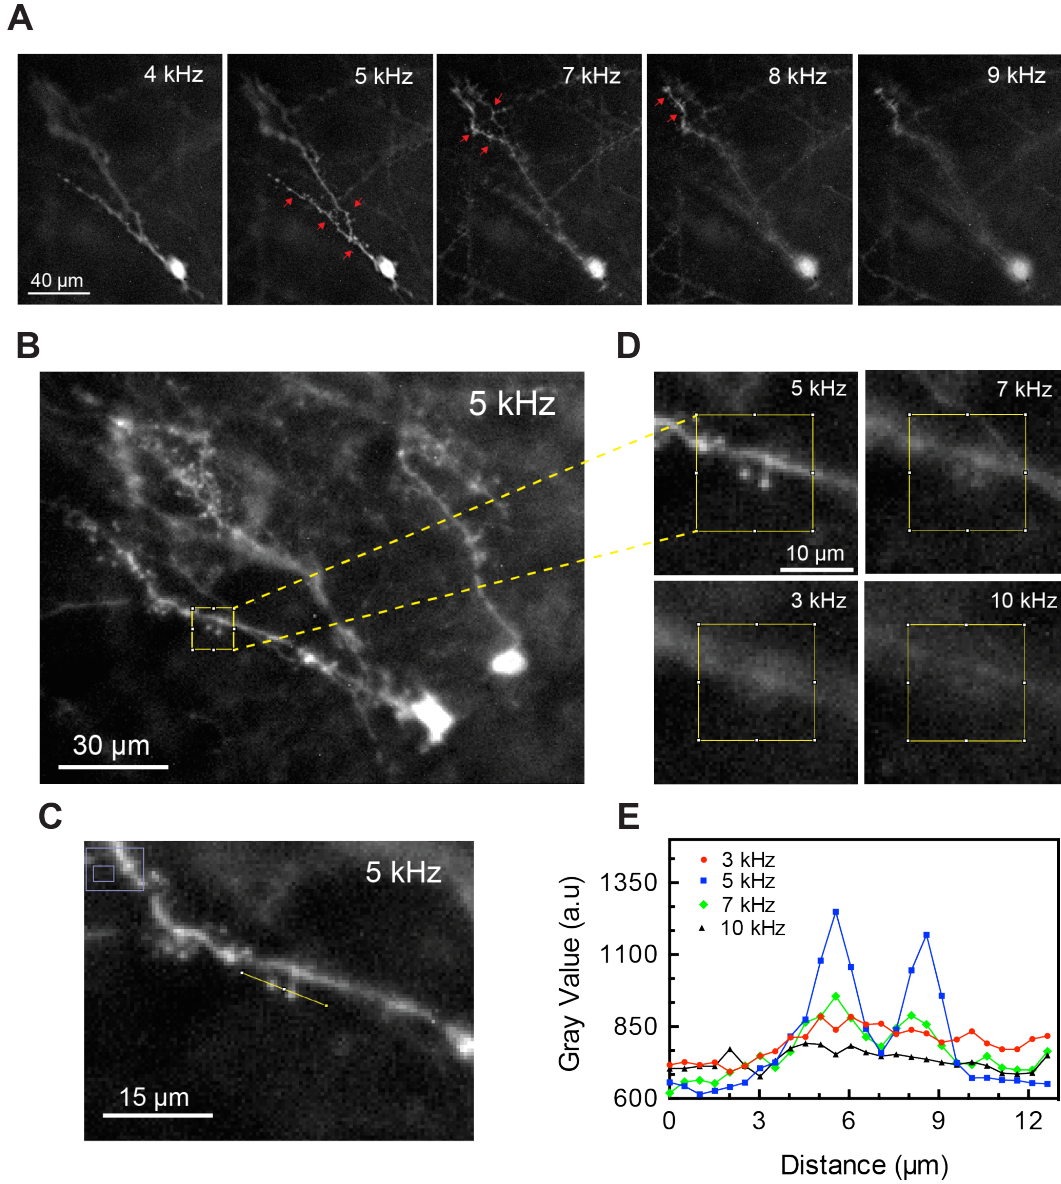 A
4 kHz
5 kHz
7 kHz
8 kHz
9 kHz
40 µm
B
5 kHz
30 µm
D
5 kHz
7 kHz
10 µm
3 kHz
10 kHz
C
5 kHz
15 µm
E
3 kHz
5 kHz
7 kHz
10 kHz
1350
1100
850
600
Gray Value (a.u)
0
3
6
9
12
Distance (µm)